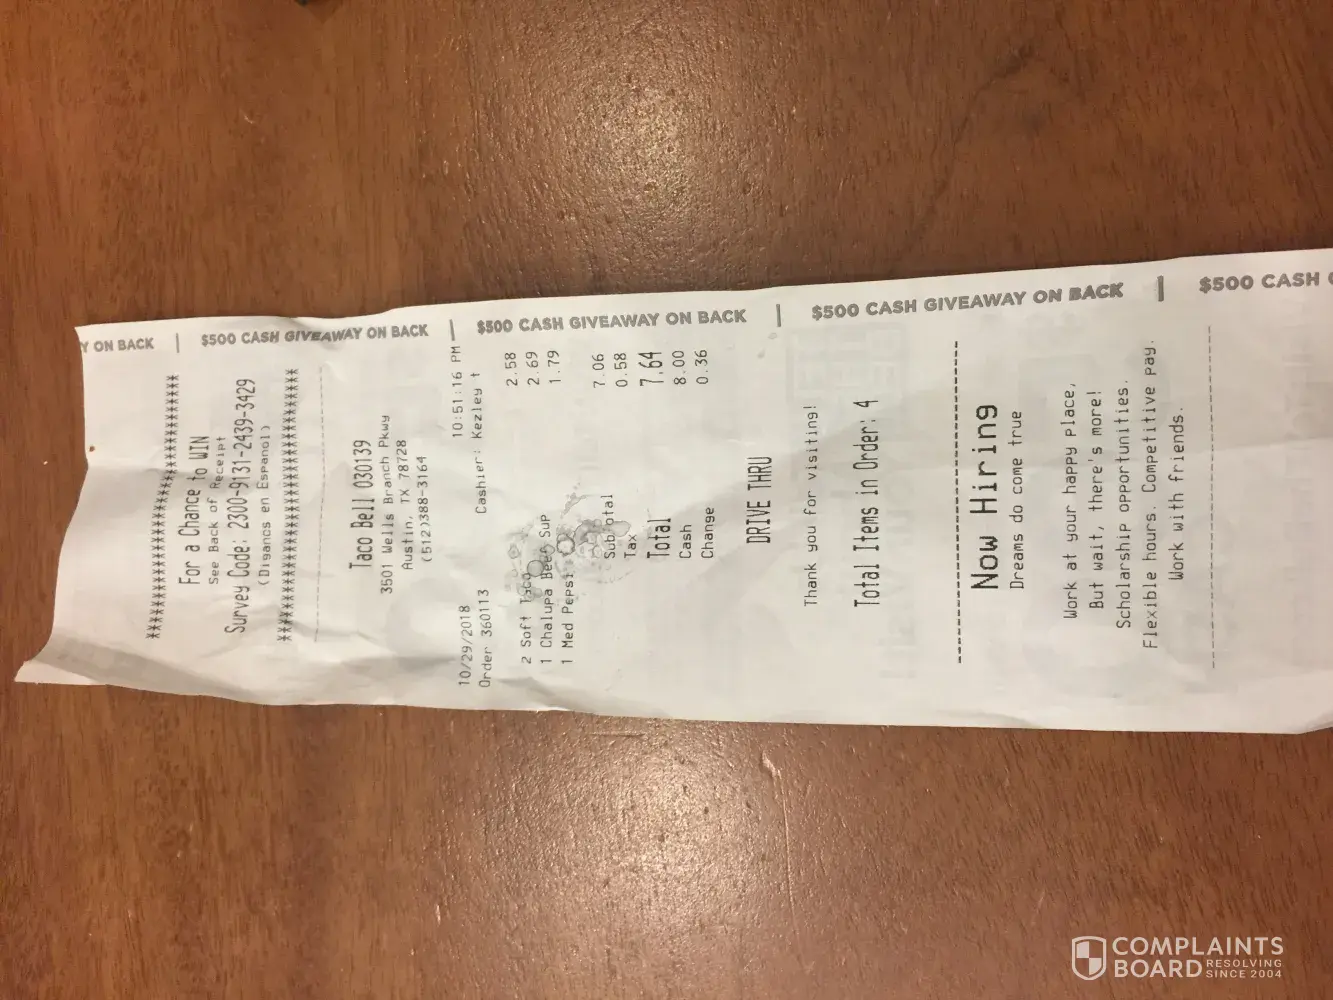 Y ON BACK | $500 CASH GIVEAWAY ON BACK | $500 CASH GIVEAWAY ON BACK | $500 CASH GIVEAWAY ON BACK | $500 CASH G
For a Chance to WIN
See Back of Receipt
Survey Code: 2300-9131-2439-3429
(Diganos en Espanol)
Taco Bell 030139
3501 Wells Branch Pkwy
Austin, TX 78728
(512)388-3164
10/29/2018 10:51:16 PM
Order 360113 Cashier: Kezley t
2 Soft Taco 2.58
1 Chalupa Beef Sup 2.69
1 Med Pepsi 1.79
Subtotal 7.06
Tax 0.58
Total 7.64
Cash 8.00
Change 0.36
DRIVE THRU
Thank you for visiting!
Total Items in Order: 4
Now Hiring
Dreams do come true
Work at your happy place,
But wait, there's more!
Scholarship opportunities.
Flexible hours. Competitive pay.
Work with friends.
COMPLAINTS
BOARD RESOLVING
SINCE 2004